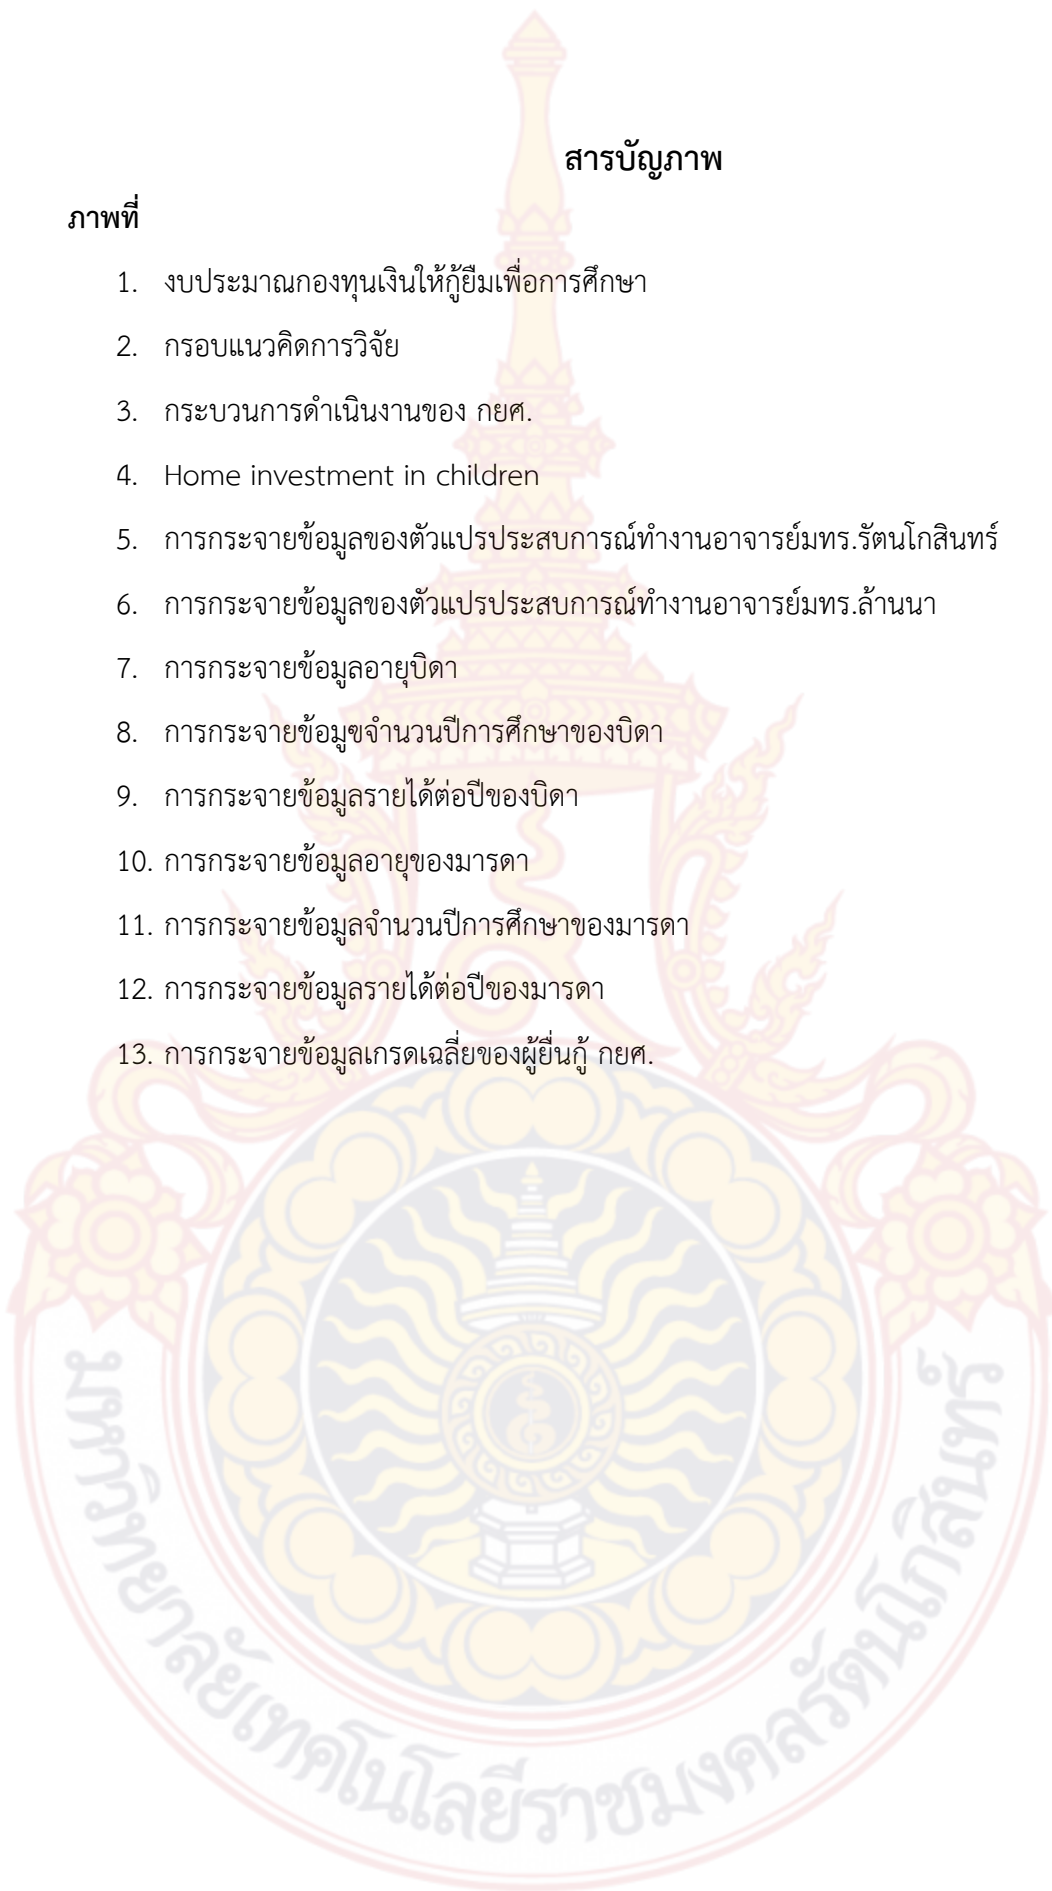 สารบัญภาพ
ภาพที่
1. งบประมาณกองทุนเงินให้กู้ยืมเพื่อการศึกษา
2. กรอบแนวคิดการวิจัย
3. กระบวนการดำเนินงานของ กยศ.
4. Home investment in children
5. การกระจายข้อมูลของตัวแปรประสบการณ์ทำงานอาจารย์มทร.รัตนโกสินทร์
6. การกระจายข้อมูลของตัวแปรประสบการณ์ทำงานอาจารย์มทร.ล้านนา
7. การกระจายข้อมูลอายุบิดา
8. การกระจายข้อมูขจำนวนปีการศึกษาของบิดา
9. การกระจายข้อมูลรายได้ต่อปีของบิดา
10. การกระจายข้อมูลอายุของมารดา
11. การกระจายข้อมูลจำนวนปีการศึกษาของมารดา
12. การกระจายข้อมูลรายได้ต่อปีของมารดา
13. การกระจายข้อมูลเกรดเฉลี่ยของผู้ยื่นกู้ กยศ.
มหาวิทยาลัยเทคโนโลยีราชมงคลรัตนโกสินทร์